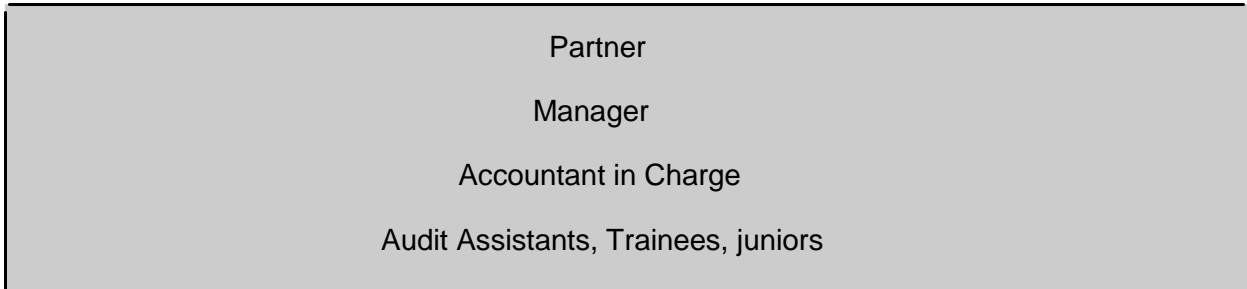 Partner
Manager
Accountant in Charge
Audit Assistants, Trainees, juniors